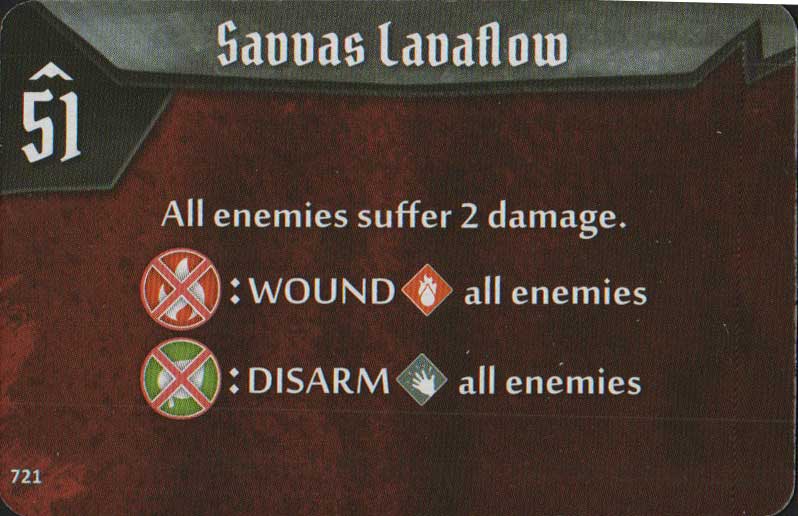 Savvas Lavaflow
51
All enemies suffer 2 damage.
: WOUND all enemies
: DISARM all enemies
721